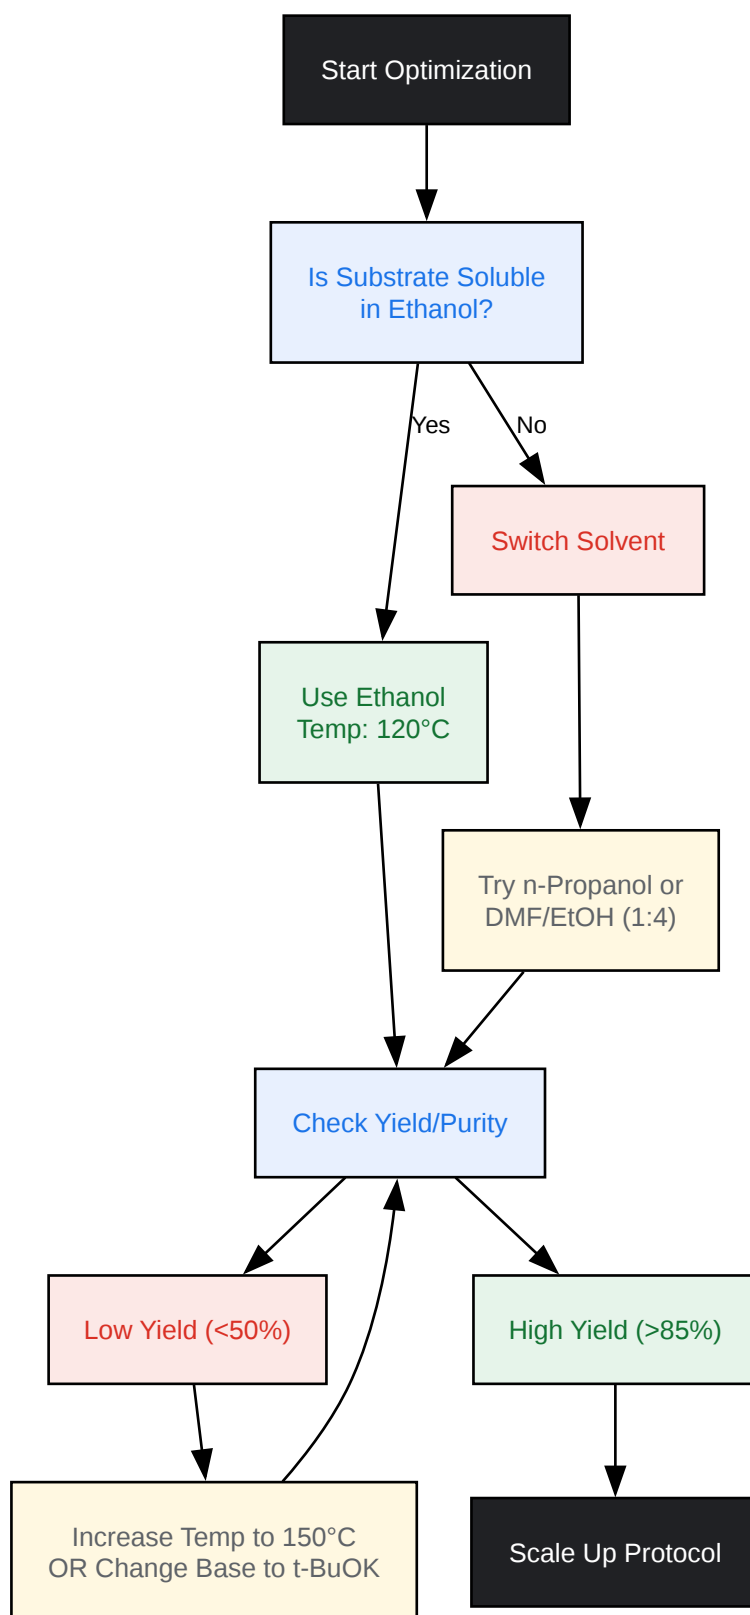 Start Optimization
Is Substrate Soluble
in Ethanol?
Yes
No
Switch Solvent
Use Ethanol
Temp: 120°C
Try n-Propanol or
DMF/EtOH (1:4)
Check Yield/Purity
Low Yield (<50%)
High Yield (>85%)
Increase Temp to 150°C
OR Change Base to t-BuOK
Scale Up Protocol